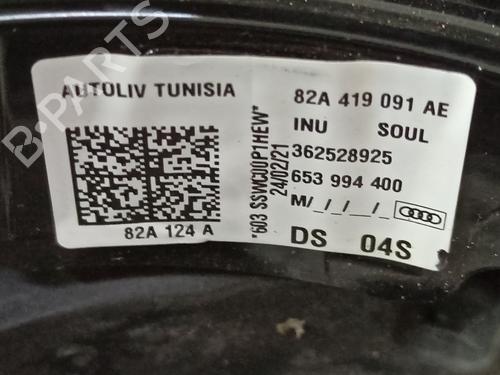 B-PARTS
AUTOLIV TUNISIA
82A 124 A
"603 SSWC00P1HEW"
24/02/21
82A 419 091 AE
INU SOUL
362528925
653 994 400
M/_/_/_/_
DS 04S